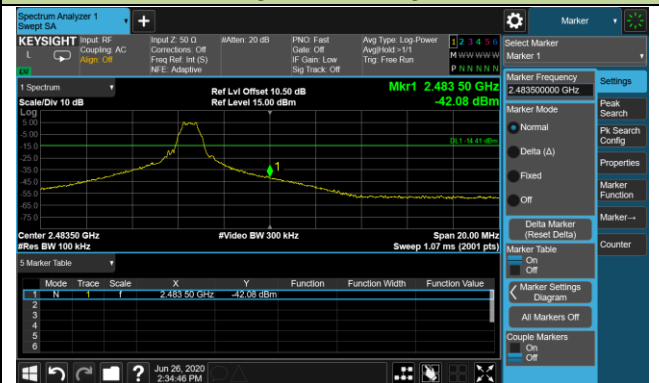 Spectrum Analyzer 1
Swept SA
+
Marker
KEYSIGHT
L
Input: RF
Coupling: AC
Align: Off
Input Z: 50 Ω
Corrections: Off
Freq Ref: Int (S)
NFE: Adaptive
#Atten: 20 dB
PNO: Fast
Gate: Off
IF Gain: Low
Sig Track: Off
Avg Type: Log-Power
Avg|Hold:>1/1
Trig: Free Run
1 2 3 4 5 6
M W W W W W
P N N N N N
Select Marker
Marker 1
Marker Frequency
2.483500000 GHz
Settings
Marker Mode
Normal
Delta (Δ)
Fixed
Off
Delta Marker
(Reset Delta)
Marker Table
On
Off
Marker Settings
Diagram
All Markers Off
Couple Markers
On
Off
Peak
Search
Pk Search
Config
Properties
Marker
Function
Marker→
Counter
1 Spectrum
Scale/Div 10 dB
Log
Ref Lvl Offset 10.50 dB
Ref Level 15.00 dBm
Mkr1 2.483 50 GHz
-42.08 dBm
5.00
-5.00
-15.0
-25.0
-35.0
-45.0
-55.0
-65.0
-75.0
DL1 -14.41 dBm
1
Center 2.48350 GHz
#Res BW 100 kHz
#Video BW 300 kHz
Span 20.00 MHz
Sweep 1.07 ms (2001 pts)
5 Marker Table
Mode Trace Scale X Y Function Function Width Function Value
1 N 1 f 2.483 50 GHz -42.08 dBm
2
3
4
5
6
?
Jun 26, 2020
2:34:46 PM